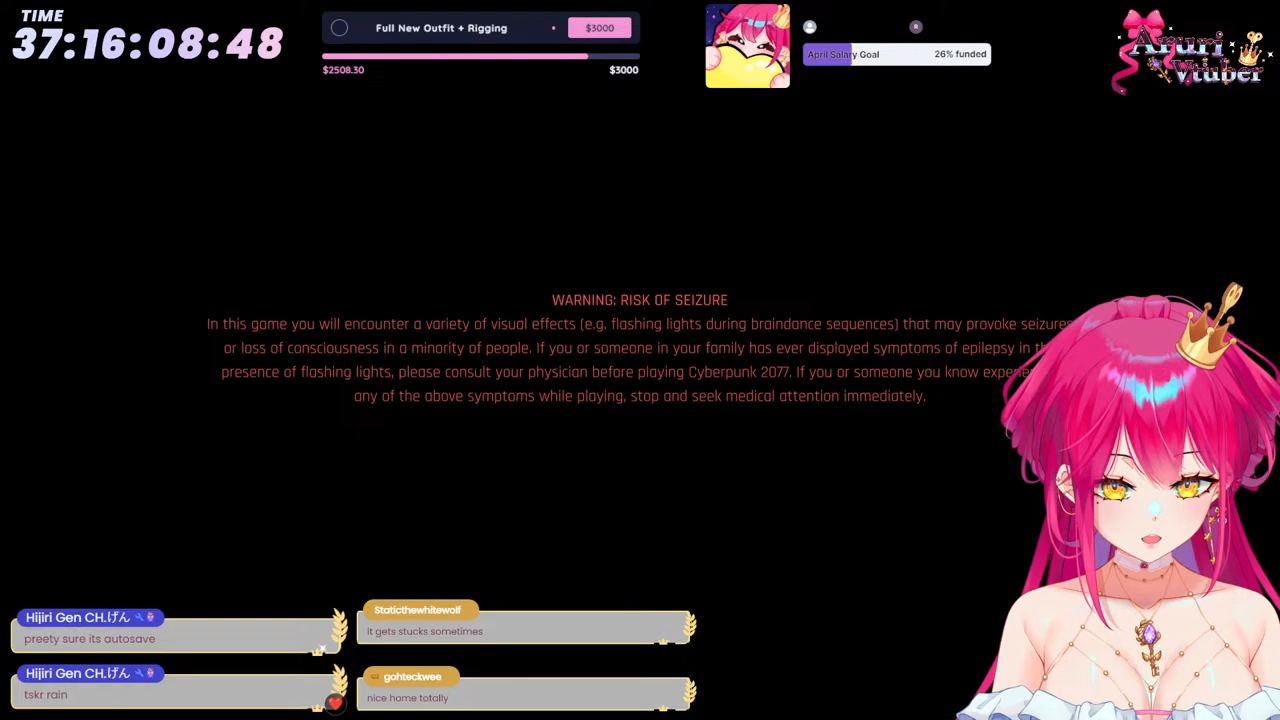 TIME
37:16:08:48
Full New Outfit + Rigging
$3000
$2508.30
$3000
April Salary Goal
26% funded
Aruri
Vtuber
WARNING: RISK OF SEIZURE
In this game you will encounter a variety of visual effects (e.g. flashing lights during braindance sequences) that may provoke seizures
or loss of consciousness in a minority of people. If you or someone in your family has ever displayed symptoms of epilepsy in
presence of flashing lights, please consult your physician before playing Cyberpunk 2077. If you or someone you know
any of the above symptoms while playing, stop and seek medical attention immediately.
Hijiri Gen CH.げん
preety sure its autosave
Hijiri Gen CH.げん
tskr rain
Staticthewhitewolf
it gets stucks sometimes
gohteckwee
nice home totally